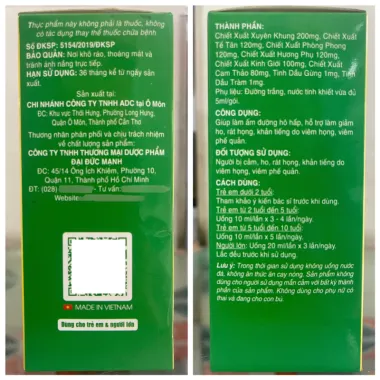 Thực phẩm này không phải là thuốc, không
có tác dụng thay thế thuốc chữa bệnh
Số ĐKSP: 5154/2019/ĐKSP
BẢO QUẢN: Nơi khô ráo, thoáng mát và
tránh ánh nắng trực tiếp.
HẠN SỬ DỤNG: 36 tháng kể từ ngày sản
xuất.
Sản xuất tại:
CHI NHÁNH CÔNG TY TNHH ADC tại Ô Môn
ĐC: Khu vực Thới Hưng, Phường Long Hưng,
Quận Ô Môn, Thành phố Cần Thơ
Thương nhân phân phối và chịu trách nhiệm
về chất lượng sản phẩm:
CÔNG TY TNHH THƯƠNG MẠI DƯỢC PHẨM
ĐẠI ĐỨC MẠNH
ĐC: 45/14 Ông Ích Khiêm, Phường 10,
Quận 11, Thành phố Hồ Chí Minh
ĐT: (028) - Tư vấn
Website:
MADE IN VIETNAM
Dùng cho trẻ em & người lớn
THÀNH PHẦN:
Chiết Xuất Xuyên Khung 200mg, Chiết Xuất
Tế Tân 120mg, Chiết Xuất Phòng Phong
120mg, Chiết Xuất Hương Phụ 120mg,
Chiết Xuất Kinh Giới 100mg, Chiết Xuất
Cam Thảo 80mg, Tinh Dầu Gừng 1mg, Tinh
Dầu Tràm 1mg.
Phụ liệu: Đường trắng, nước tinh khiết vừa đủ
5ml/gói.
CÔNG DỤNG:
Giúp làm ấm đường hô hấp, hỗ trợ làm giảm
ho, rát họng, khản tiếng do viêm họng, viêm
phế quản.
ĐỐI TƯỢNG SỬ DỤNG:
Người bị cảm, ho, rát họng, khản tiếng do
viêm họng, viêm phế quản.
CÁCH DÙNG:
Trẻ em dưới 2 tuổi:
Tham khảo ý kiến bác sĩ trước khi dùng.
Trẻ em từ 2 tuổi đến 5 tuổi:
Uống 10 ml/lần x 3 - 4 lần/ngày.
Trẻ em từ 5 tuổi đến 10 tuổi:
Uống 10 ml/lần x 5 lần/ngày.
Người lớn: Uống 20 ml/lần x 3 lần/ngày.
Lắc đều trước khi sử dụng.
Lưu ý: Trong thời gian sử dụng không uống nước
đá, không ăn thức ăn cay nóng. Sản phẩm không
dùng cho người sử dụng mẫn cảm với bất kỳ thành
phần của sản phẩm. Không dùng cho phụ nữ có
thai và đang cho con bú.